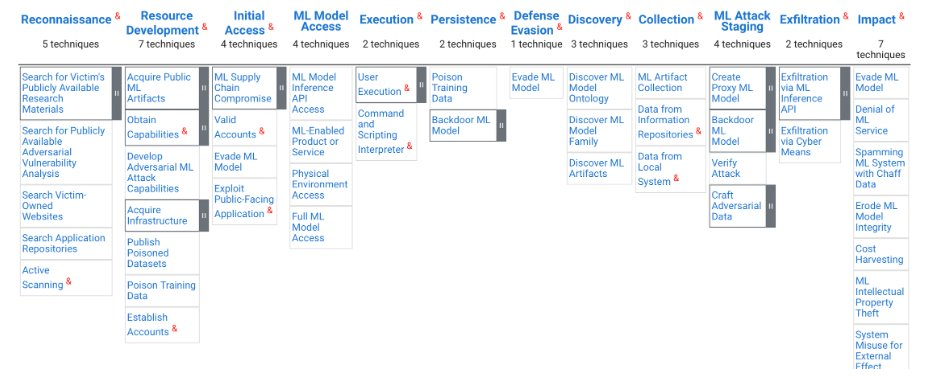 Reconnaissance &
5 techniques
Search for Victim's
Publicly Available
Research
Materials
Search for Publicly
Available
Adversarial
Vulnerability
Analysis
Search Victim-
Owned
Websites
Search Application
Repositories
Active
Scanning &
Resource
Development &
7 techniques
Acquire Public
ML
Artifacts
Obtain
Capabilities &
Develop
Adversarial ML
Attack
Capabilities
Acquire
Infrastructure
Publish
Poisoned
Datasets
Poison Training
Data
Establish
Accounts &
Initial
Access &
4 techniques
ML Supply
Chain
Compromise
Valid
Accounts &
Evade ML
Model
Exploit
Public-Facing
Application &
ML Model
Access
4 techniques
ML Model
Inference
API
Access
ML-Enabled
Product or
Service
Physical
Environment
Access
Full ML
Model
Access
Execution &
2 techniques
User
Execution &
Command
and
Scripting
Interpreter &
Persistence &
2 techniques
Poison
Training
Data
Backdoor ML
Model
Defense
Evasion &
1 technique
Evade ML
Model
Discovery &
3 techniques
Discover ML
Model
Ontology
Discover ML
Model
Family
Discover ML
Artifacts
Collection &
3 techniques
ML Artifact
Collection
Data from
Information
Repositories &
Data from
Local
System &
ML Attack
Staging
4 techniques
Create
Proxy ML
Model
Backdoor
ML
Model
Verify
Attack
Craft
Adversarial
Data
Exfiltration &
2 techniques
Exfiltration
via ML
Inference
API
Exfiltration
via Cyber
Means
Impact &
7
techniques
Evade ML
Model
Denial of
ML
Service
Spamming
ML System
with Chaff
Data
Erode ML
Model
Integrity
Cost
Harvesting
ML
Intellectual
Property
Theft
System
Misuse for
External
Effect